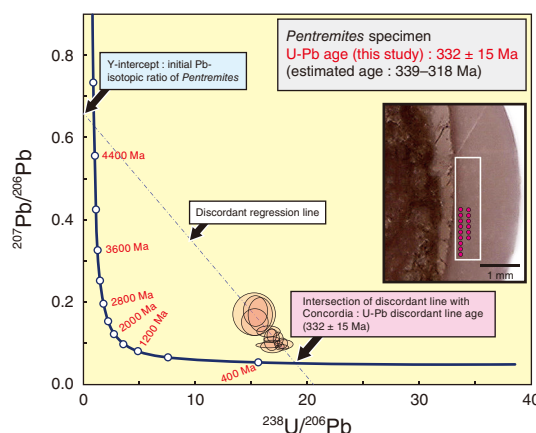 Pentremites specimen
U-Pb age (this study) : 332 ± 15 Ma
(estimated age : 339–318 Ma)
Y-intercept : initial Pb-
isotopic ratio of Pentremites
0.8
0.6
0.4
0.2
0.0
207Pb/206Pb
4400 Ma
3600 Ma
2800 Ma
2000 Ma
1200 Ma
400 Ma
Discordant regression line
1 mm
Intersection of discordant line with
Concordia : U-Pb discordant line age
(332 ± 15 Ma)
0
10
20
30
40
238U/206Pb